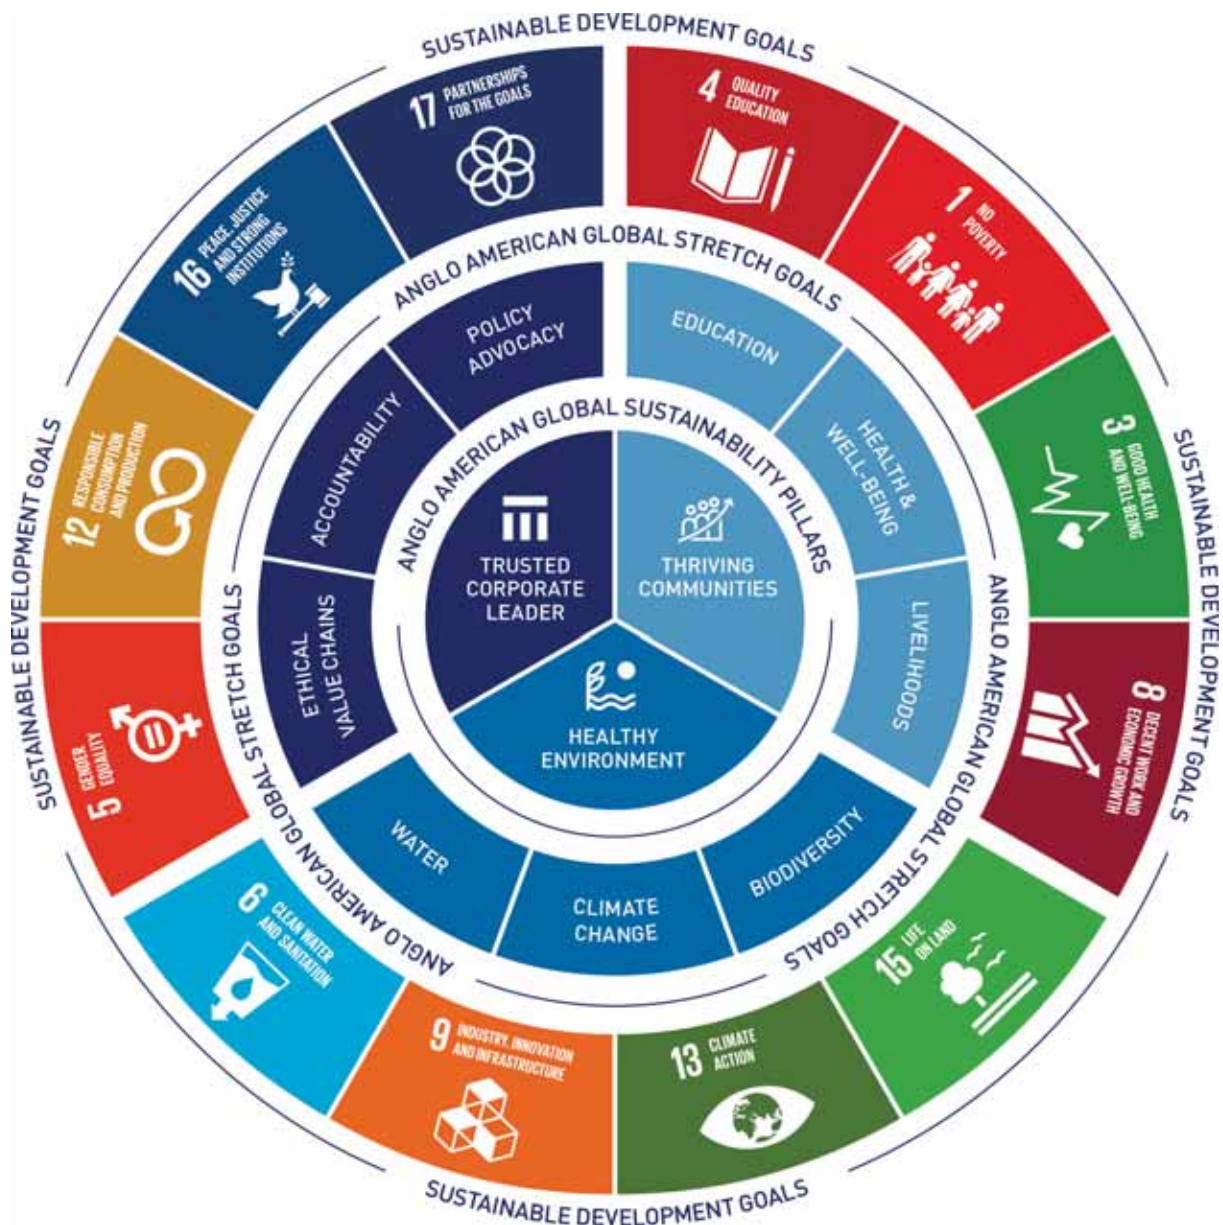 SUSTAINABLE DEVELOPMENT GOALS
17 PARTNERSHIPS
FOR THE GOALS
4 QUALITY
EDUCATION
1 NO
POVERTY
3 GOOD HEALTH
AND WELL-BEING
8 DECENT WORK AND
ECONOMIC GROWTH
15 LIFE
ON LAND
13 CLIMATE
ACTION
9 INDUSTRY, INNOVATION
AND INFRASTRUCTURE
6 CLEAN WATER
AND SANITATION
5 GENDER
EQUALITY
12 RESPONSIBLE
CONSUMPTION
AND PRODUCTION
16 PEACE, JUSTICE
AND STRONG
INSTITUTIONS
SUSTAINABLE DEVELOPMENT GOALS
SUSTAINABLE DEVELOPMENT GOALS
SUSTAINABLE DEVELOPMENT GOALS
ANGLO AMERICAN GLOBAL STRETCH GOALS
ANGLO AMERICAN GLOBAL STRETCH GOALS
ANGLO AMERICAN GLOBAL STRETCH GOALS
POLICY
ADVOCACY
EDUCATION
HEALTH &
WELL-BEING
LIVELIHOODS
BIODIVERSITY
CLIMATE
CHANGE
WATER
ETHICAL
VALUE CHAINS
ACCOUNTABILITY
ANGLO AMERICAN GLOBAL SUSTAINABILITY PILLARS
TRUSTED
CORPORATE
LEADER
THRIVING
COMMUNITIES
HEALTHY
ENVIRONMENT